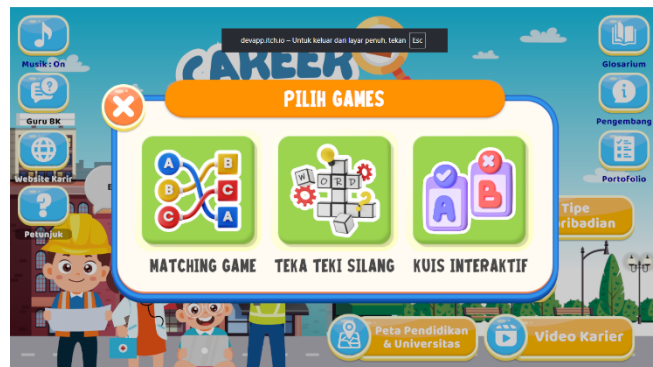 devapp.itch.io – Untuk keluar dari layar penuh, tekan Esc
CAREER
Musik : On
Glosarium
PILIH GAMES
Guru BK
Pengembang
A B
B C
C A
W O R D
A B
Website Karir
Portofolio
Tipe
ribadian
Petunjuk
MATCHING GAME TEKA TEKI SILANG KUIS INTERAKTIF
Peta Pendidikan
& Universitas
Video Karier